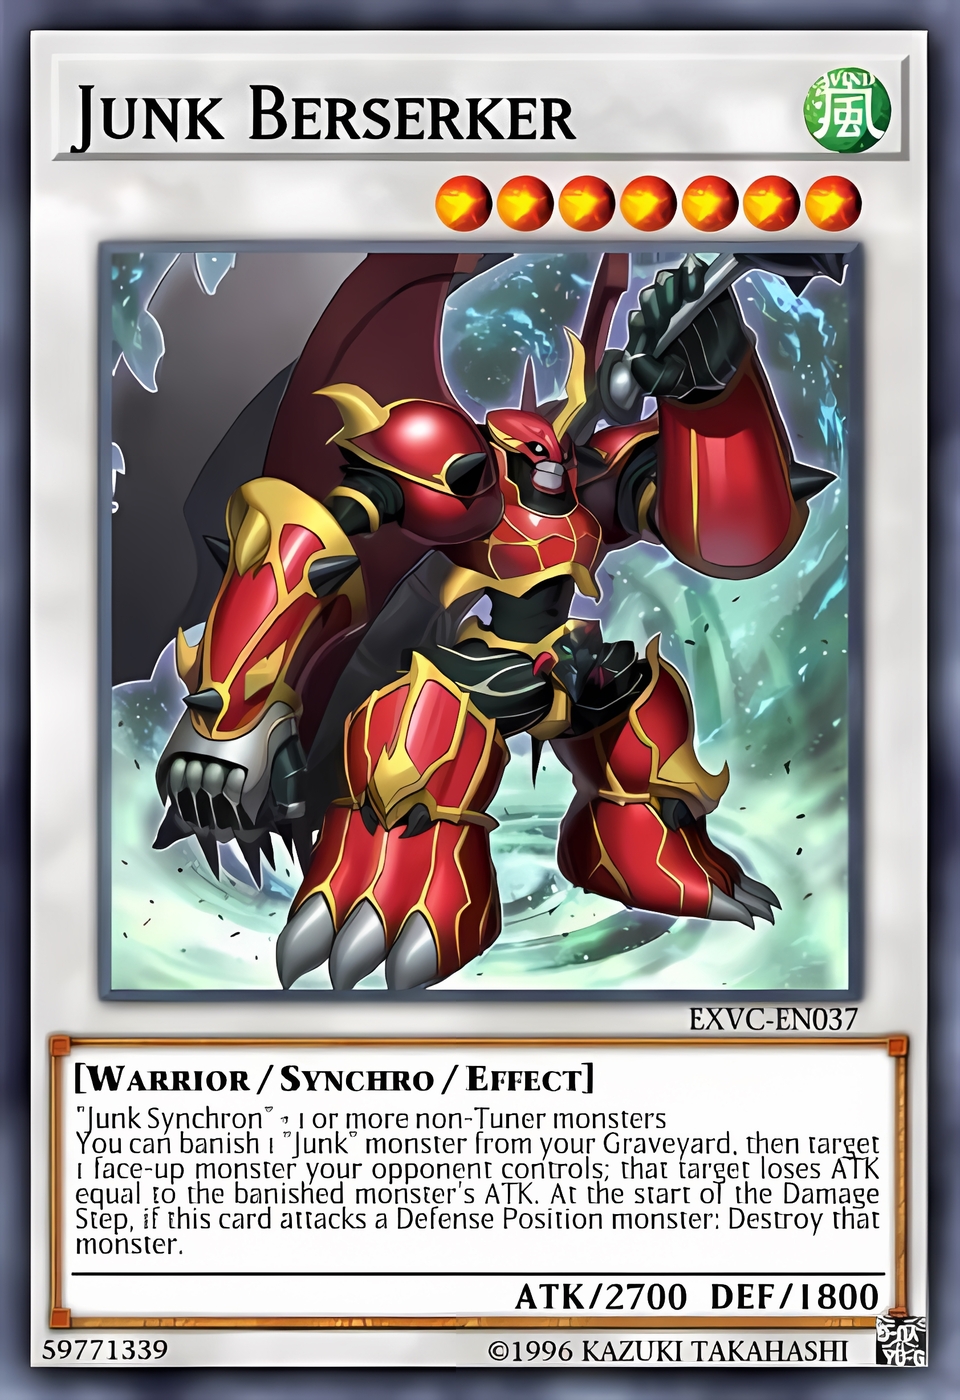 Junk Berserker
WIND
風
EXVC-EN037
[Warrior / Synchro / Effect]
"Junk Synchron" + 1 or more non-Tuner monsters
You can banish 1 "Junk" monster from your Graveyard, then target
1 face-up monster your opponent controls; that target loses ATK
equal to the banished monster's ATK. At the start of the Damage
Step, if this card attacks a Defense Position monster: Destroy that
monster.
ATK/2700 DEF/1800
59771339
©1996 KAZUKI TAKAHASHI